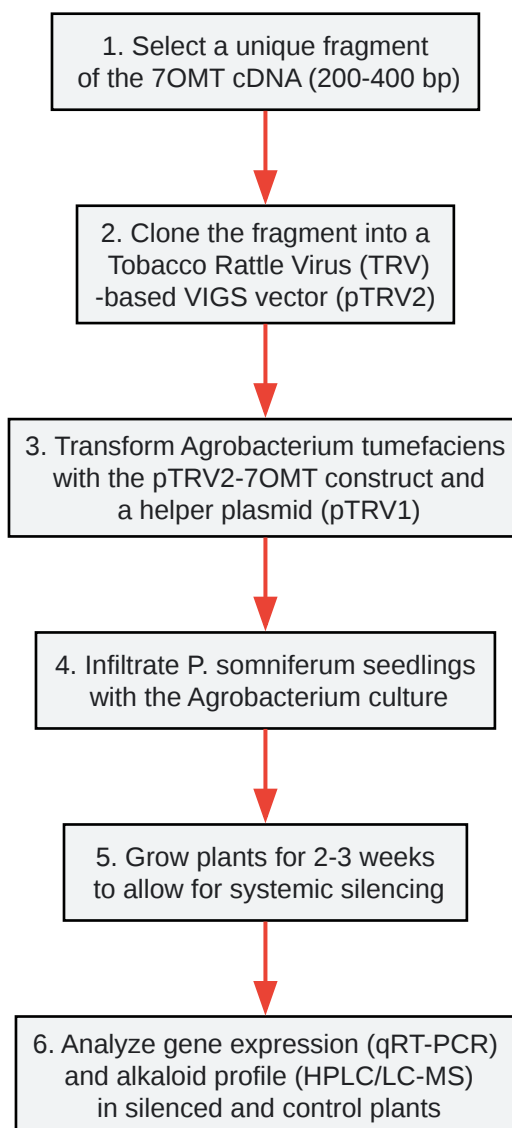 1. Select a unique fragment
of the 7OMT cDNA (200-400 bp)
2. Clone the fragment into a
Tobacco Rattle Virus (TRV)
-based VIGS vector (pTRV2)
3. Transform Agrobacterium tumefaciens
with the pTRV2-7OMT construct and
a helper plasmid (pTRV1)
4. Infiltrate P. somniferum seedlings
with the Agrobacterium culture
5. Grow plants for 2-3 weeks
to allow for systemic silencing
6. Analyze gene expression (qRT-PCR)
and alkaloid profile (HPLC/LC-MS)
in silenced and control plants